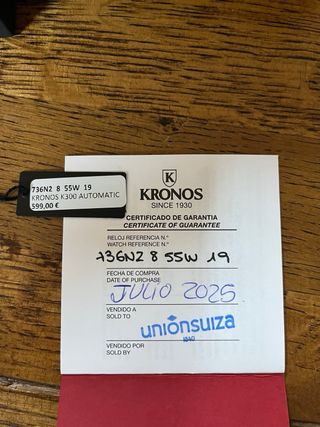 736N2 8 55W 19
KRONOS K300 AUTOMATIC
599,00 €
K
KRONOS
SINCE 1930
CERTIFICADO DE GARANTIA
CERTIFICATE OF GUARANTEE
RELOJ REFERENCIA N.º
WATCH REFERENCE N.º
736N2 8 55W 19
FECHA DE COMPRA
DATE OF PURCHASE
JULIO 2025
VENDIDO A
SOLD TO
uniónsuiza
1840
VENDIDO POR
SOLD BY